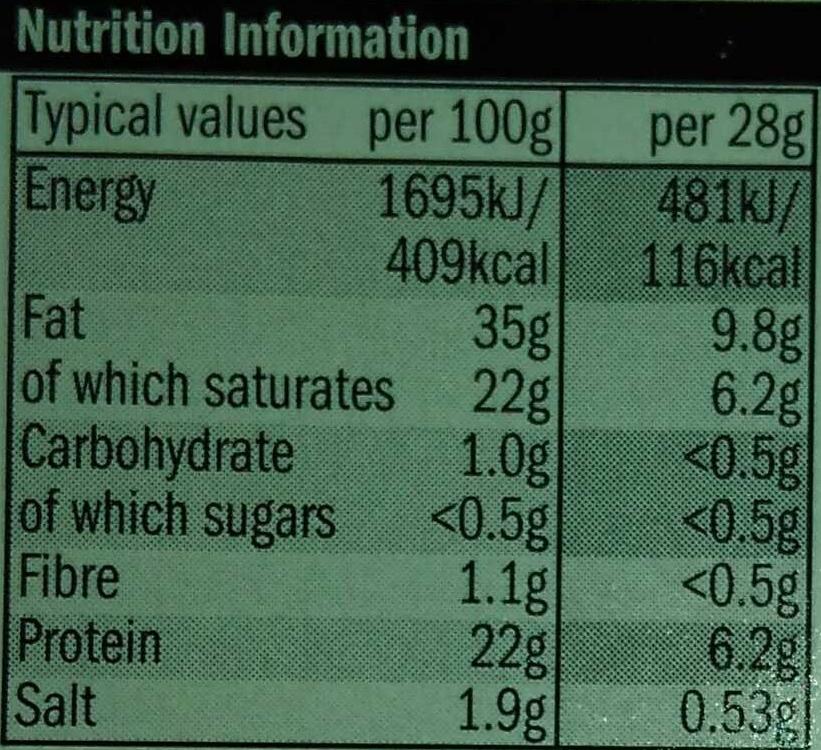 Nutrition Information
Typical values per 100g per 28g
Energy 1695kJ/ 481kJ/
409kcal 116kcal
Fat 35g 9.8g
of which saturates 22g 6.2g
Carbohydrate 1.0g <0.5g
of which sugars <0.5g <0.5g
Fibre 1.1g <0.5g
Protein 22g 6.2g
Salt 1.9g 0.53g